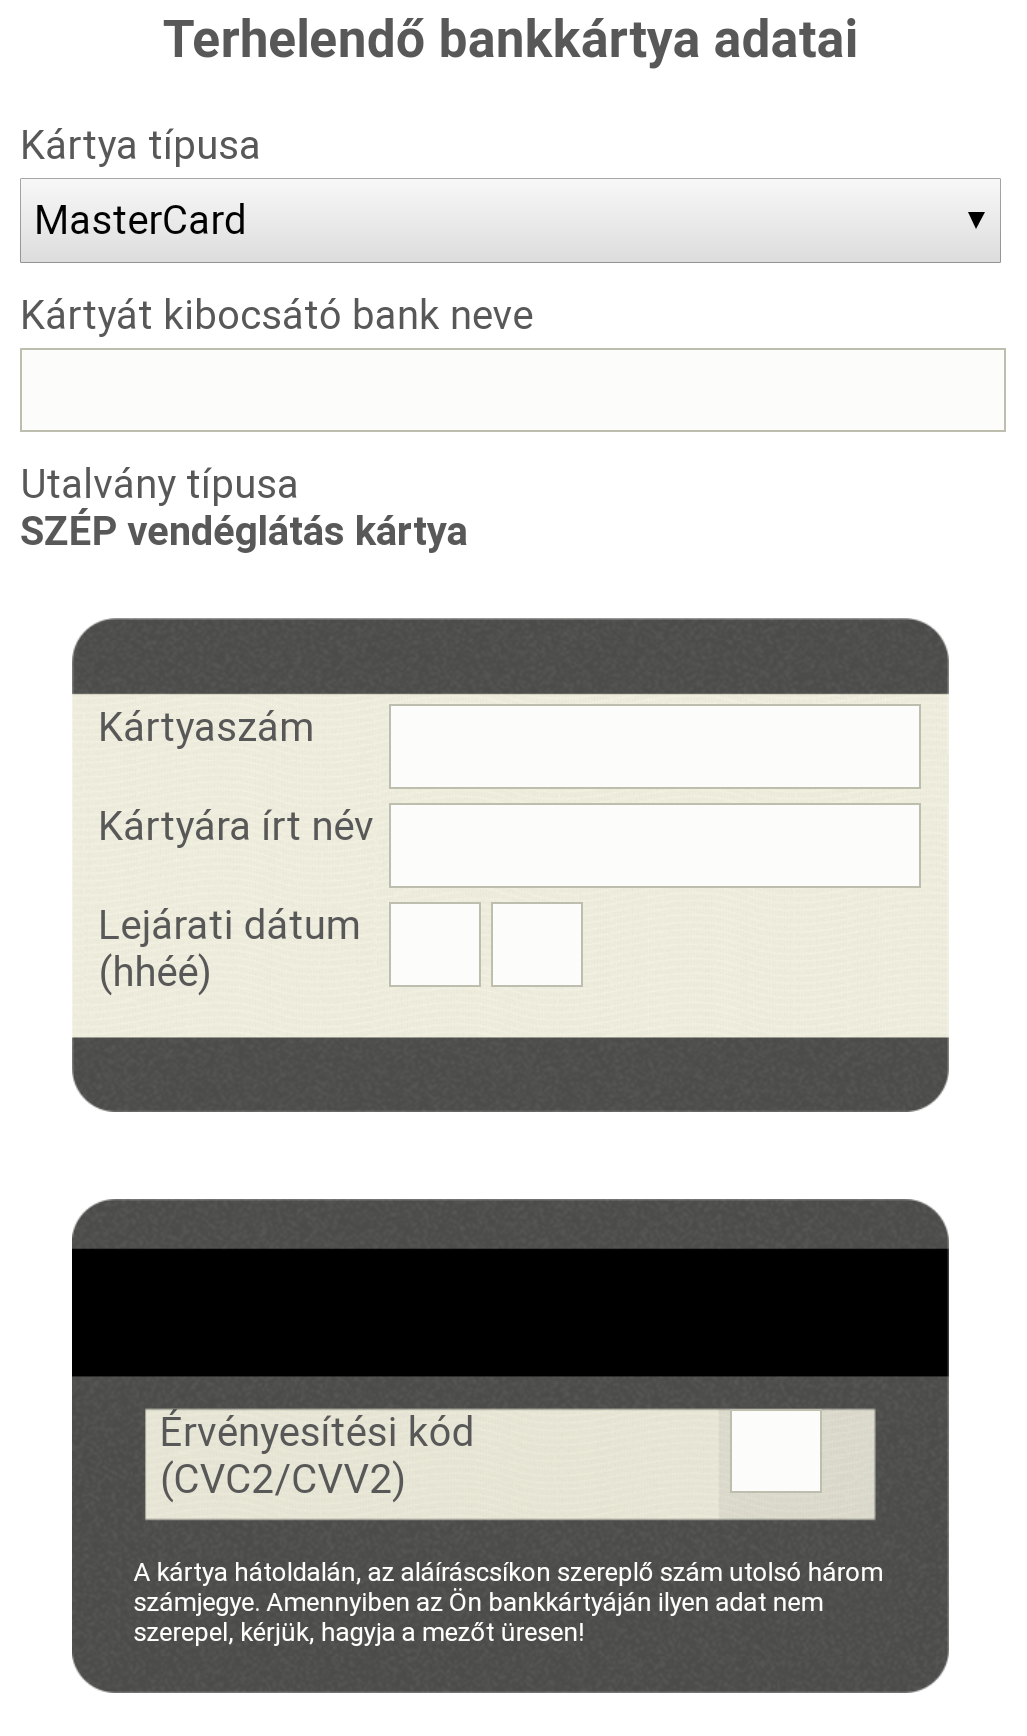 Terhelendő bankkártya adatai
Kártya típusa
MasterCard
Kártyát kibocsátó bank neve
Utalvány típusa
SZÉP vendéglátás kártya
Kártyaszám
Kártyára írt név
Lejárati dátum
(hhéé)
Érvényesítési kód
(CVC2/CVV2)
A kártya hátoldalán, az aláíráscsíkon szereplő szám utolsó három
számjegye. Amennyiben az Ön bankkártyáján ilyen adat nem
szerepel, kérjük, hagyja a mezőt üresen!